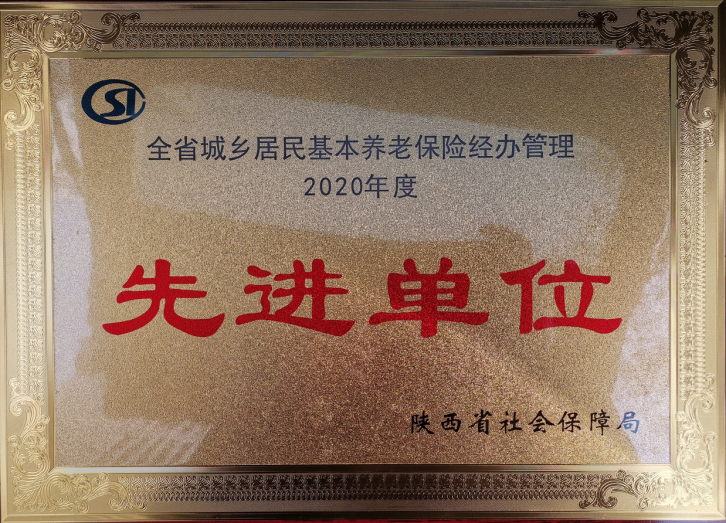 CSI
全省城乡居民基本养老保险经办管理
2020年度
先进单位
陕西省社会保障局